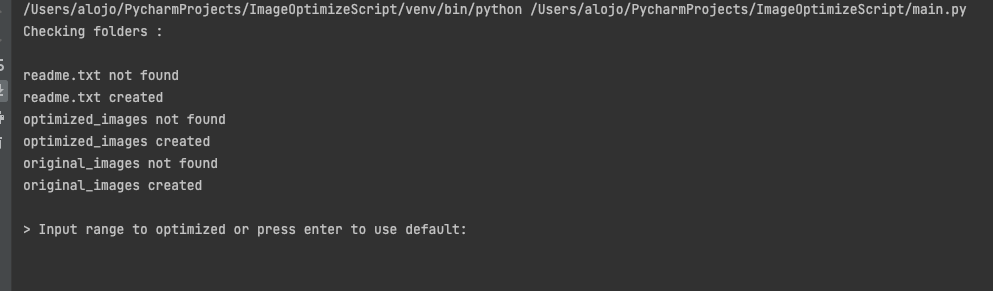 /Users/alojo/PycharmProjects/ImageOptimizeScript/venv/bin/python /Users/alojo/PycharmProjects/ImageOptimizeScript/main.py
Checking folders :
readme.txt not found
readme.txt created
optimized_images not found
optimized_images created
original_images not found
original_images created
> Input range to optimized or press enter to use default: